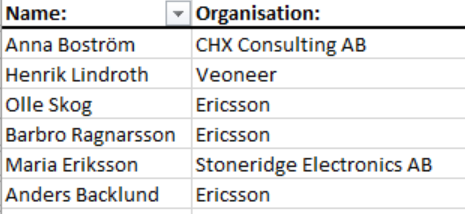 Name: Organisation:
Anna Boström CHX Consulting AB
Henrik Lindroth Veoneer
Olle Skog Ericsson
Barbro Ragnarsson Ericsson
Maria Eriksson Stoneridge Electronics AB
Anders Backlund Ericsson